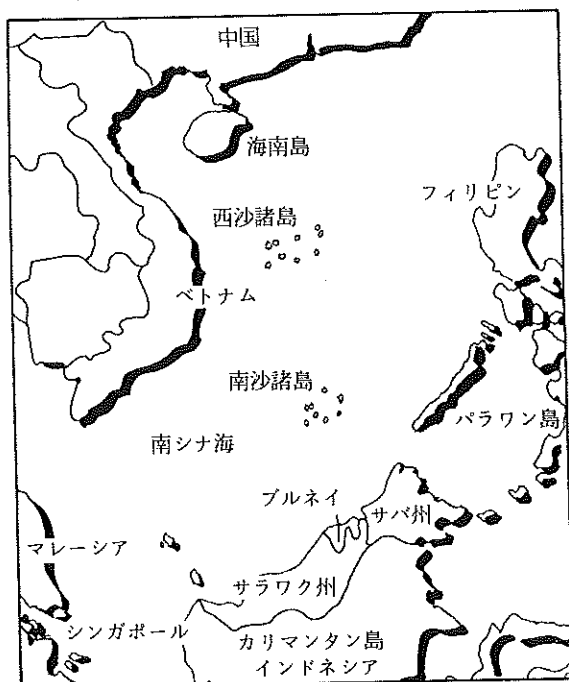 中国
海南島
フィリピン
西沙諸島
ベトナム
南沙諸島
パラワン島
南シナ海
ブルネイ
サバ州
マレーシア
サラワク州
シンガポール
カリマンタン島
インドネシア